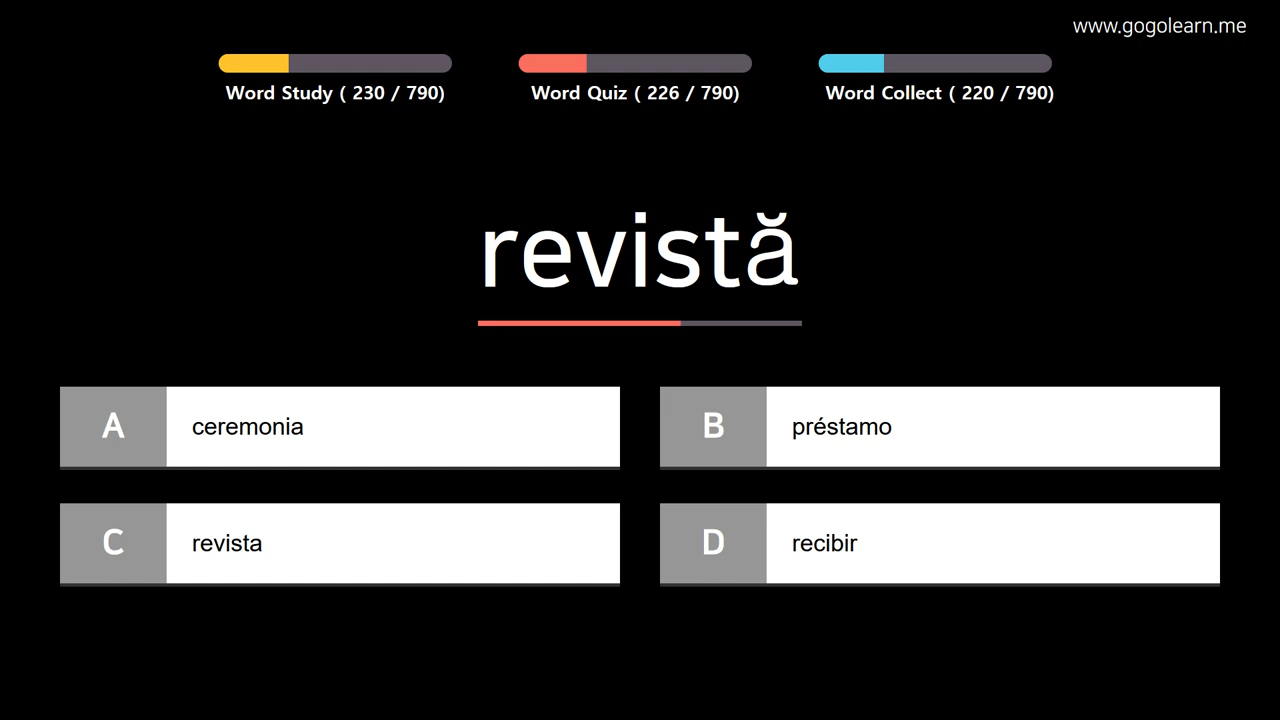 www.gogolearn.me
Word Study ( 230 / 790)
Word Quiz ( 226 / 790)
Word Collect ( 220 / 790)
revistă
A
ceremonia
B
préstamo
C
revista
D
recibir